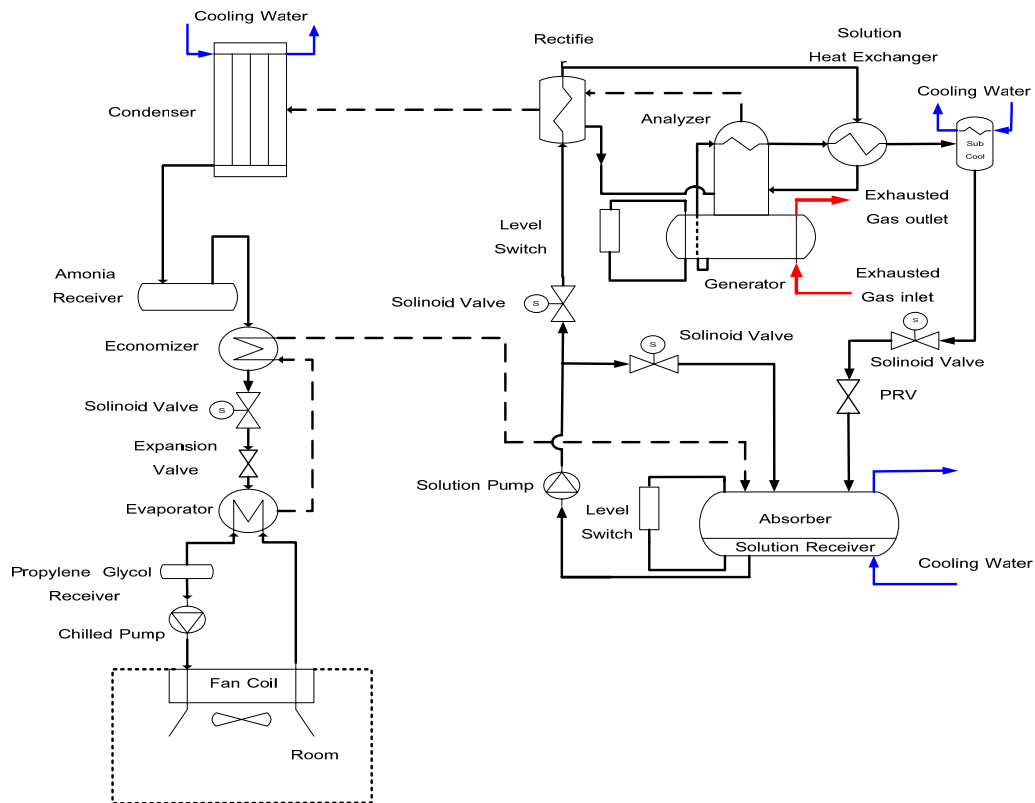 Cooling Water
Condenser
Rectifie
Solution
Heat Exchanger
Cooling Water
Analyzer
Sub
Cool
Level
Switch
Exhausted
Gas outlet
Generator
Exhausted
Gas inlet
Amonia
Receiver
Solinoid Valve
S
Economizer
Solinoid Valve
S
S
Solinoid Valve
PRV
Solinoid Valve
S
Expansion
Valve
Evaporator
Solution Pump
Level
Switch
Absorber
Solution Receiver
Cooling Water
Propylene Glycol
Receiver
Chilled Pump
Fan Coil
Room